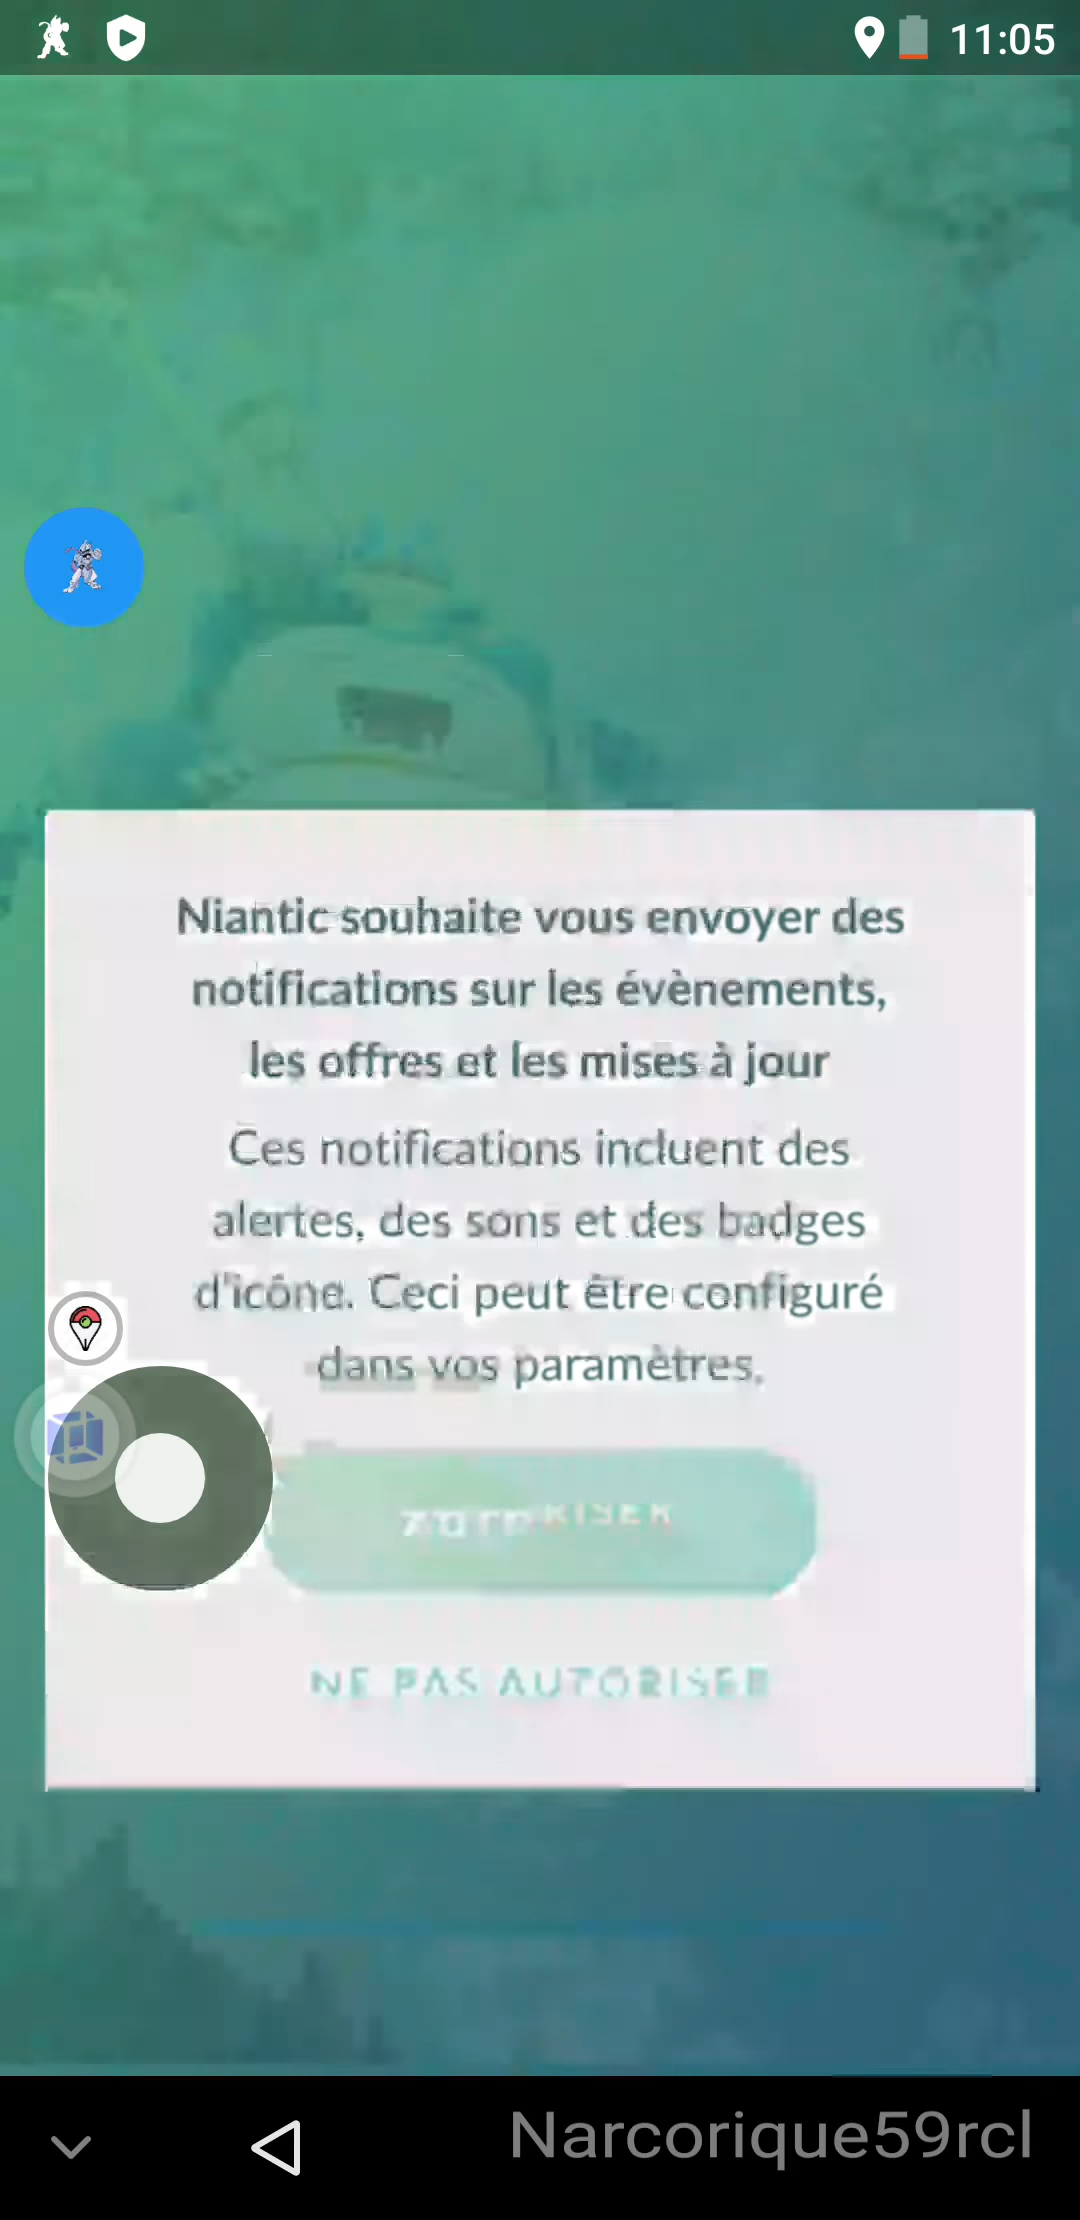 11:05
Niantic souhaite vous envoyer des
notifications sur les évènements,
les offres et les mises à jour
Ces notifications incluent des
alertes, des sons et des badges
d'icône. Ceci peut être configuré
dans vos paramètres.
NE PAS AUTORISER
Narcorique59rcl